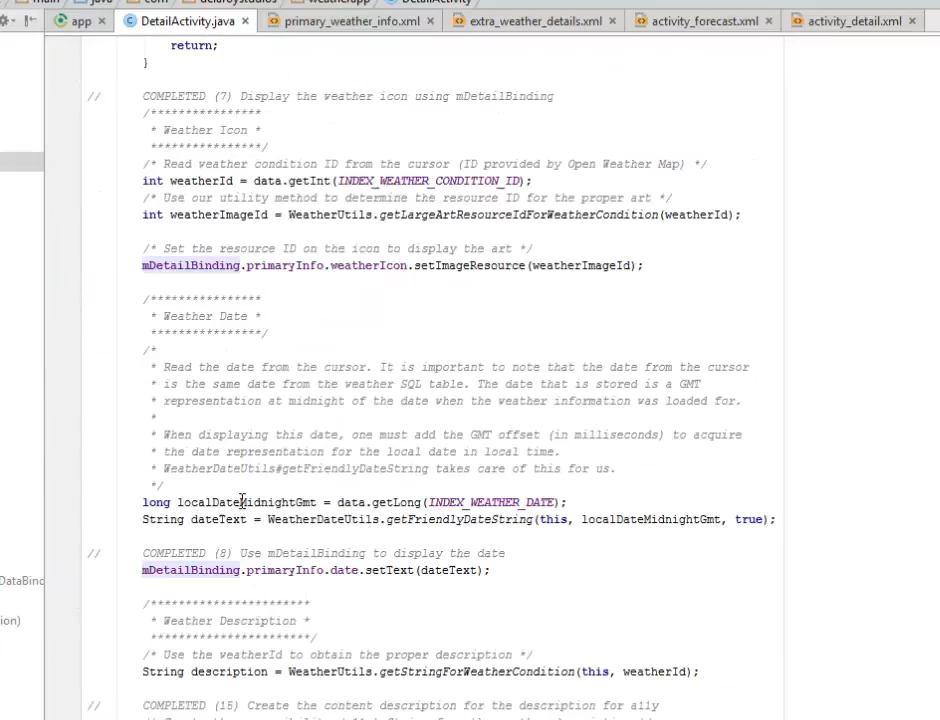 main java com delaroystudios weatherapp DetailActivity
app DetailActivity.java primary_weather_info.xml extra_weather_details.xml activity_forecast.xml activity_detail.xml
return;
}
// COMPLETED (7) Display the weather icon using mDetailBinding
/****************
* Weather Icon *
****************/
/* Read weather condition ID from the cursor (ID provided by Open Weather Map) */
int weatherId = data.getInt(INDEX_WEATHER_CONDITION_ID);
/* Use our utility method to determine the resource ID for the proper art */
int weatherImageId = WeatherUtils.getLargeArtResourceIdForWeatherCondition(weatherId);
/* Set the resource ID on the icon to display the art */
mDetailBinding.primaryInfo.weatherIcon.setImageResource(weatherImageId);
/****************
* Weather Date *
****************/
/*
* Read the date from the cursor. It is important to note that the date from the cursor
* is the same date from the weather SQL table. The date that is stored is a GMT
* representation at midnight of the date when the weather information was loaded for.
*
* When displaying this date, one must add the GMT offset (in milliseconds) to acquire
* the date representation for the local date in local time.
* WeatherDateUtils#getFriendlyDateString takes care of this for us.
*/
long localDateMidnightGmt = data.getLong(INDEX_WEATHER_DATE);
String dateText = WeatherDateUtils.getFriendlyDateString(this, localDateMidnightGmt, true);
// COMPLETED (8) Use mDetailBinding to display the date
mDetailBinding.primaryInfo.date.setText(dateText);
DataBind
/***********************
* Weather Description *
ion)
***********************/
/* Use the weatherId to obtain the proper description */
String description = WeatherUtils.getStringForWeatherCondition(this, weatherId);
// COMPLETED (15) Create the content description for the description for a11y